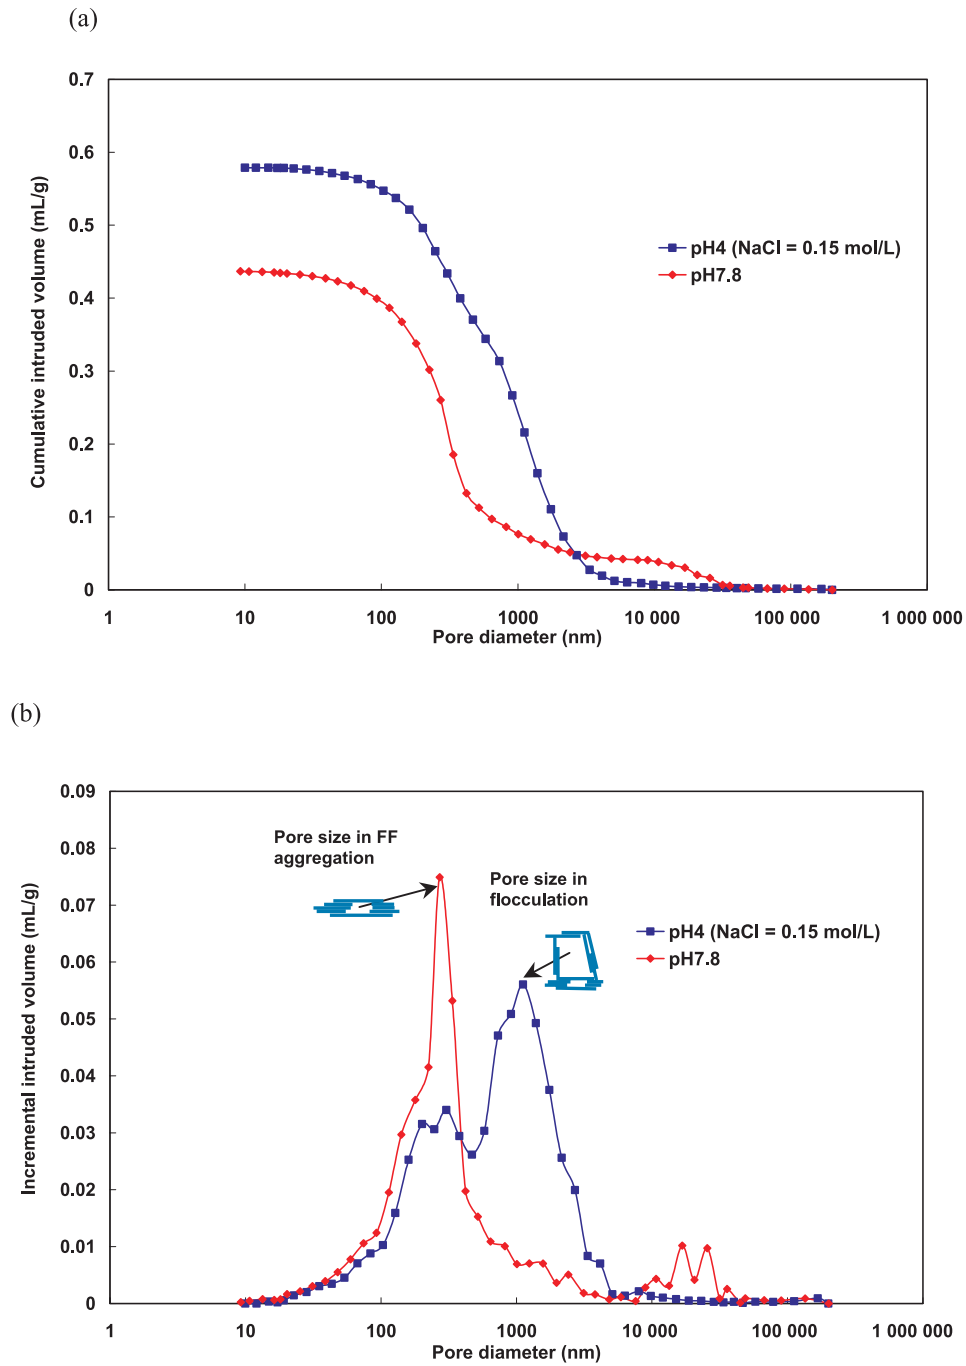 (a)
0.7
0.6
0.5
0.4
0.3
0.2
0.1
0
Cumulative intruded volume (mL/g)
pH4 (NaCl = 0.15 mol/L)
pH7.8
1
10
100
1000
10 000
100 000
1 000 000
Pore diameter (nm)
(b)
0.09
0.08
0.07
0.06
0.05
0.04
0.03
0.02
0.01
0
Incremental intruded volume (mL/g)
Pore size in FF
aggregation
Pore size in
flocculation
pH4 (NaCl = 0.15 mol/L)
pH7.8
1
10
100
1000
10 000
100 000
1 000 000
Pore diameter (nm)